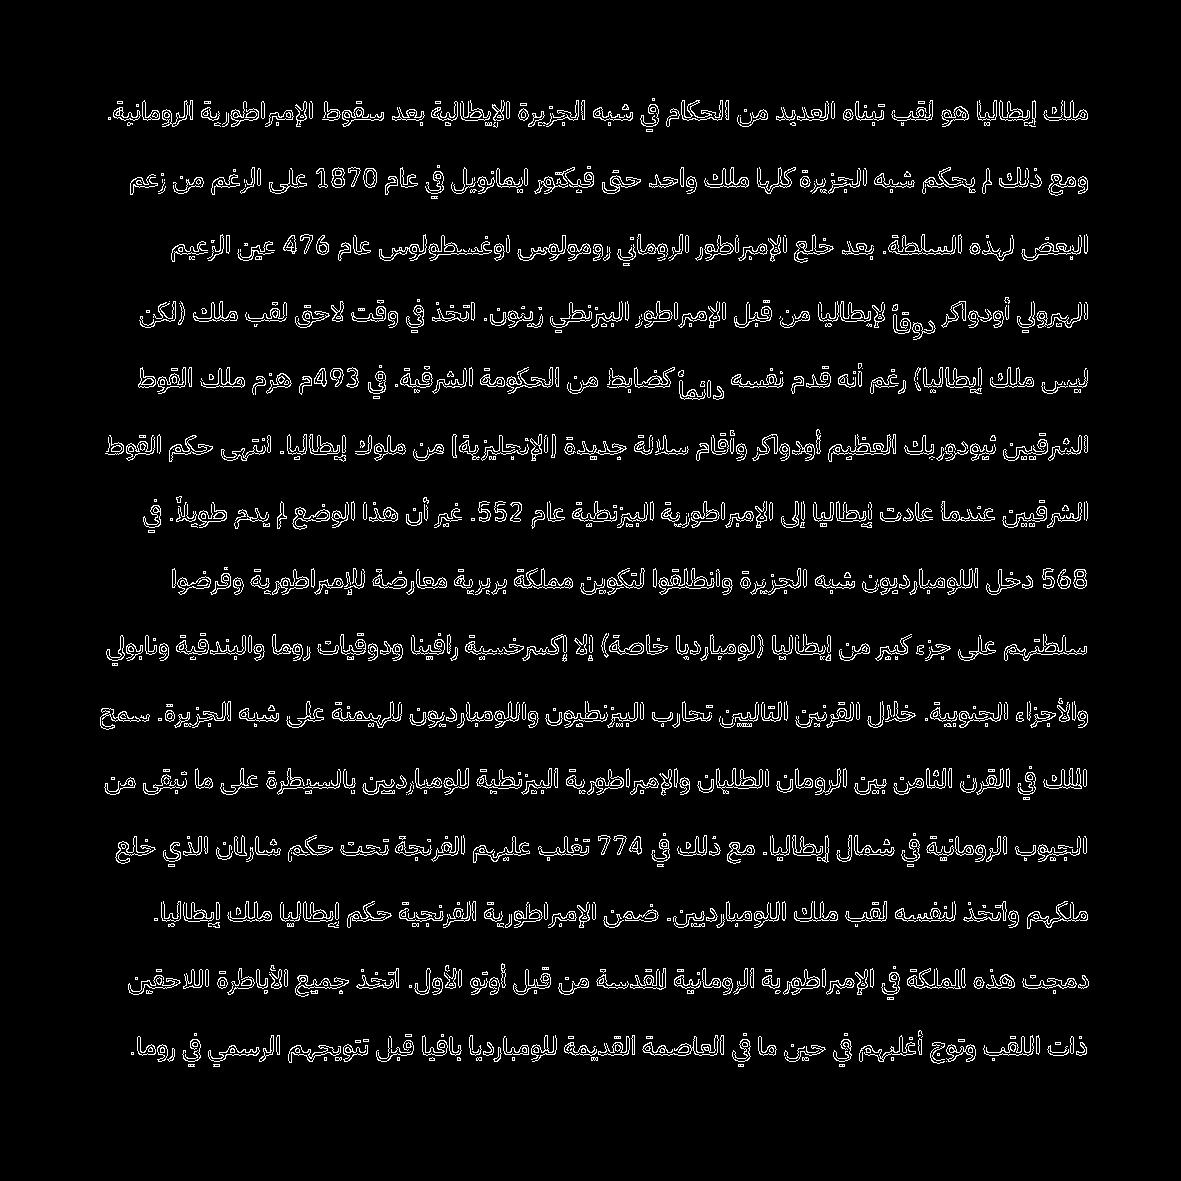 ملك إيطاليا هو لقب تبناه العديد من الحكام في شبه الجزيرة الإيطالية بعد سقوط الإمبراطورية الرومانية.
ومع ذلك لم يحكم شبه الجزيرة كلها ملك واحد حتى فيكتور ايمانويل في عام 1870 على الرغم من زعم
البعض لهذه السلطة. بعد خلع الإمبراطور الروماني رومولوس اوغسطولوس عام 476 عين الزعيم
الهيرولي أودواكر دوقاً لإيطاليا من قبل الإمبراطور البيزنطي زينون. اتخذ في وقت لاحق لقب ملك (لكن
ليس ملك إيطاليا) رغم أنه قدم نفسه دائماً كضابط من الحكومة الشرقية. في 493م هزم ملك القوط
الشرقيين ثيودوريك العظيم أودواكر وأقام سلالة جديدة [الإنجليزية] من ملوك إيطاليا. انتهى حكم القوط
الشرقيين عندما عادت إيطاليا إلى الإمبراطورية البيزنطية عام 552. غير أن هذا الوضع لم يدم طويلاً. في
568 دخل اللومبارديون شبه الجزيرة وانطلقوا لتكوين مملكة بربرية معارضة للإمبراطورية وفرضوا
سلطتهم على جزء كبير من إيطاليا (لومبارديا خاصة) إلا إكسرخسية رافينا ودوقيات روما والبندقية ونابولي
والأجزاء الجنوبية. خلال القرنين التاليين تحارب البيزنطيون واللومبارديون للهيمنة على شبه الجزيرة. سمح
الملك في القرن الثامن بين الرومان الطليان والإمبراطورية البيزنطية للومبارديين بالسيطرة على ما تبقى من
الجيوب الرومانية في شمال إيطاليا. مع ذلك في 774 تغلب عليهم الفرنجة تحت حكم شارلمان الذي خلع
ملكهم واتخذ لنفسه لقب ملك اللومبارديين. ضمن الإمبراطورية الفرنجية حكم إيطاليا ملك إيطاليا.
دمجت هذه المملكة في الإمبراطورية الرومانية المقدسة من قبل أوتو الأول. اتخذ جميع الأباطرة اللاحقين
ذات اللقب وتوج أغلبهم في حين ما في العاصمة القديمة للومبارديا بافيا قبل تتويجهم الرسمي في روما.